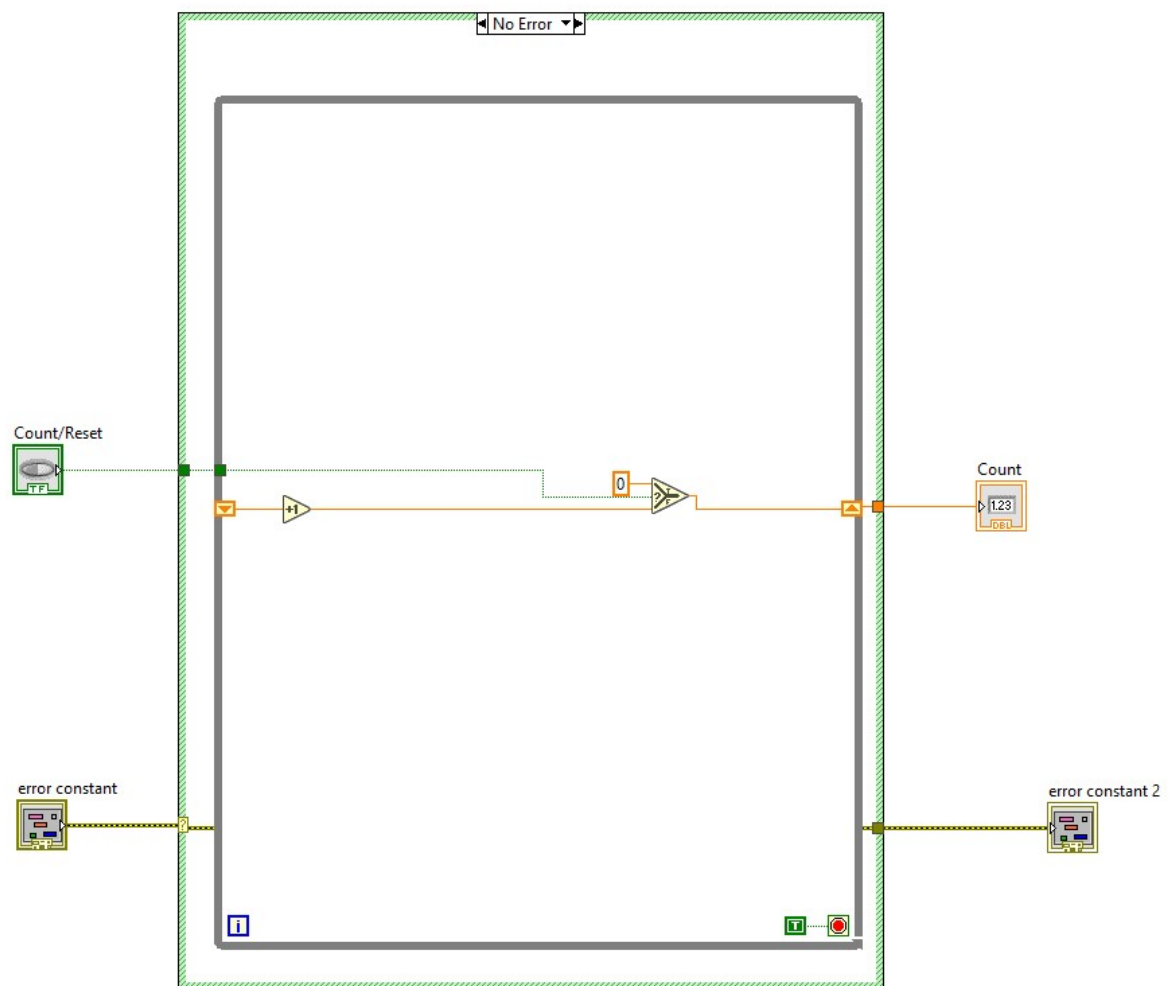 No Error
Count/Reset
TF
0
?
T
F
+1
Count
1.23
DBL
error constant
?
error constant 2
i
T